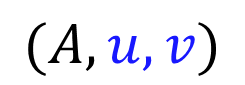 (A, u, v)